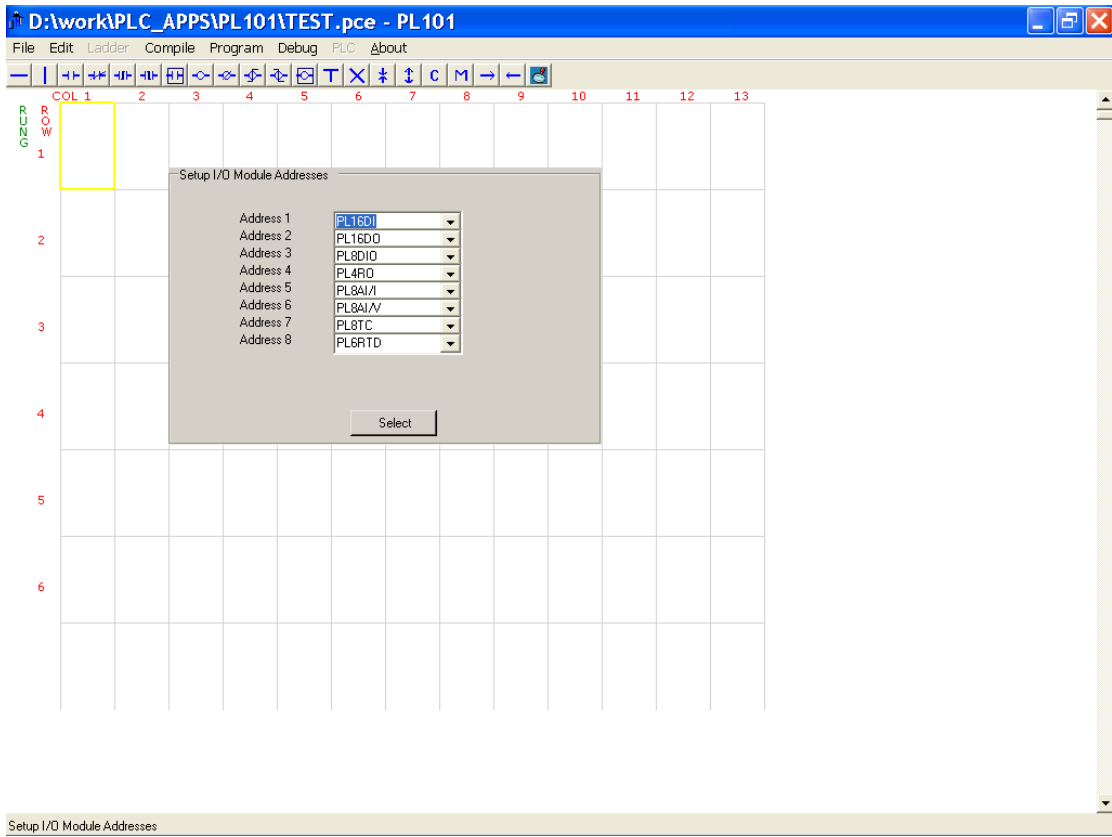 D:\work\PLC_APPS\PL101\TEST.pce - PL101
File Edit Ladder Compile Program Debug PLC About
T C M
COL 1 2 3 4 5 6 7 8 9 10 11 12 13
RUNG
ROW
1
Setup I/O Module Addresses
Address 1 PL16DI
Address 2 PL16DO
2
Address 3 PL8DIO
Address 4 PL4RO
Address 5 PL8AI/I
Address 6 PL8AI/V
Address 7 PL8TC
3
Address 8 PL6RTD
4
Select
5
6
Setup I/O Module Addresses